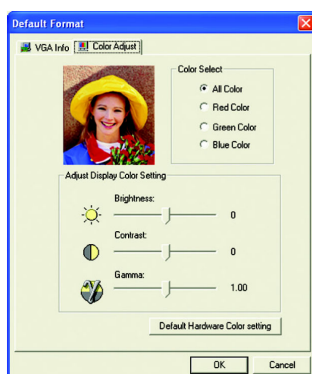 Default Format
VGA Info
Color Adjust
Color Select
All Color
Red Color
Green Color
Blue Color
Adjust Display Color Setting
Brightness:
0
Contrast:
0
Gamma:
1.00
Default Hardware Color setting
OK
Cancel